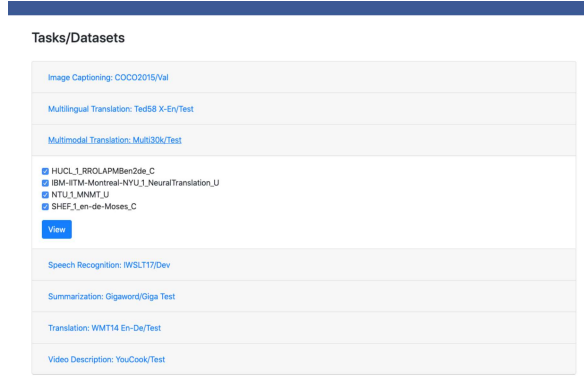 Tasks/Datasets
Image Captioning: COCO2015/Val
Multilingual Translation: Ted58 X-En/Test
Multimodal Translation: Multi30k/Test
HUCL_1_RROLAPMBen2de_C
IBM-IITM-Montreal-NYU_1_NeuralTranslation_U
NTU_1_MNMT_U
SHEF_1_en-de-Moses_C
View
Speech Recognition: IWSLT17/Dev
Summarization: Gigaword/Giga Test
Translation: WMT14 En-De/Test
Video Description: YouCook/Test